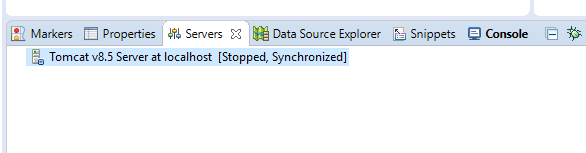 Markers Properties Servers Data Source Explorer Snippets Console
Tomcat v8.5 Server at localhost [Stopped, Synchronized]